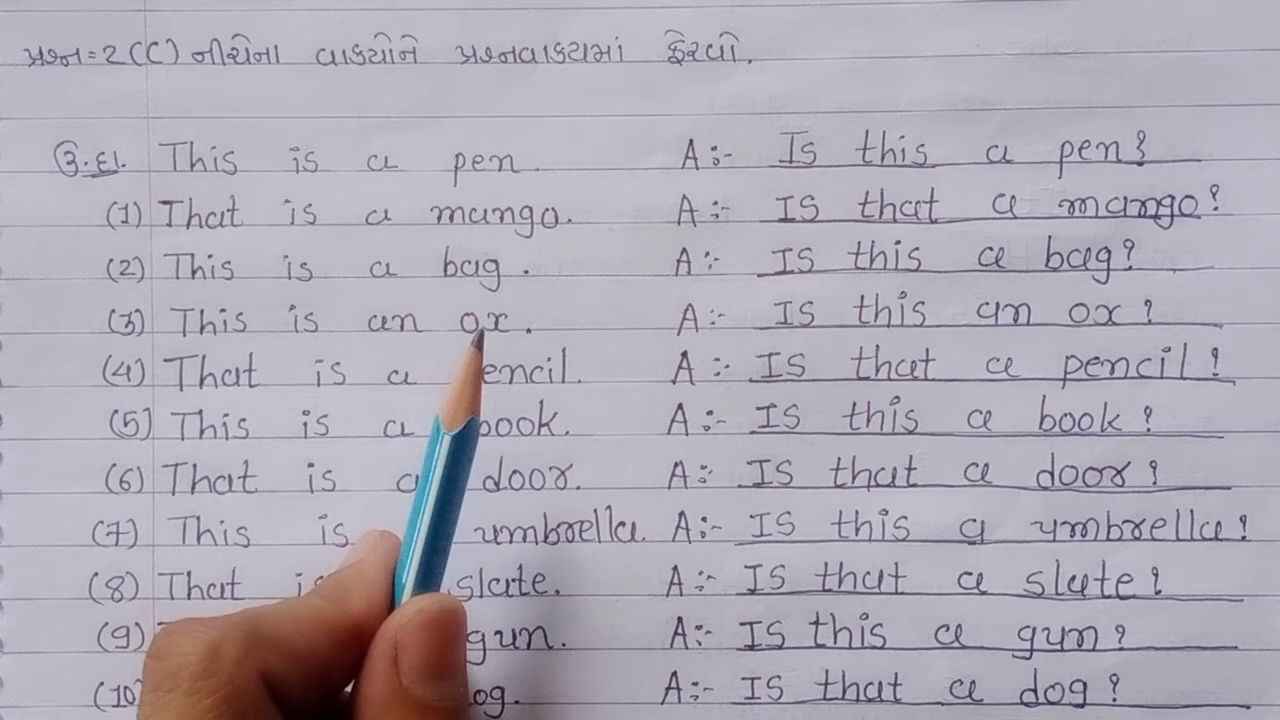 પ્રશ્ન=2 (C) નીચેના વાક્યોને પ્રશ્નવાક્યમાં ફેરવો.
ઉ.દા. This is a pen. A:- Is this a pen?
(1) That is a mango. A:- Is that a mango?
(2) This is a bag. A:- Is this a bag?
(3) This is an ox. A:- Is this an ox?
(4) That is a encil. A:- Is that a pencil?
(5) This is a book. A:- Is this a book?
(6) That is a door. A:- Is that a door?
(7) This is umbrella. A:- Is this a umbrella?
(8) That is slate. A:- Is that a slate?
(9) gun. A:- Is this a gun?
(10) og. A:- Is that a dog?